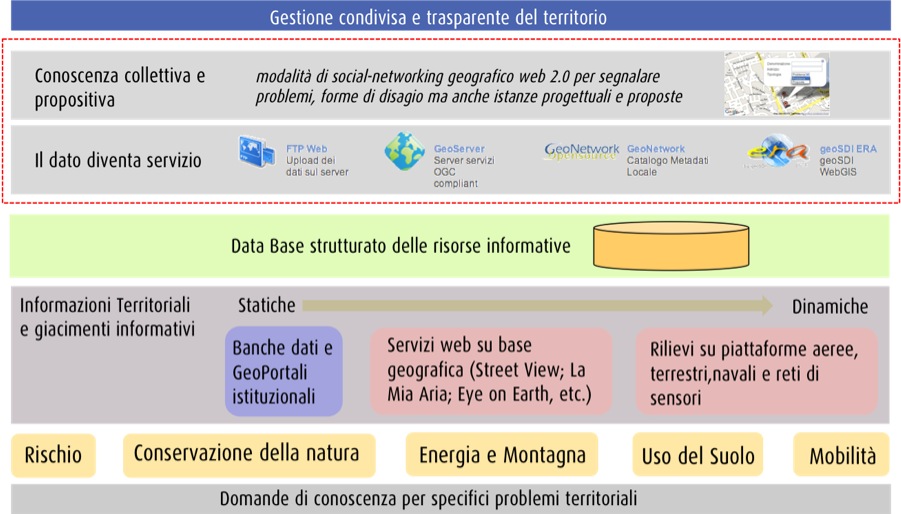 Gestione condivisa e trasparente del territorio
Conoscenza collettiva e
propositiva
modalità di social-networking geografico web 2.0 per segnalare
problemi, forme di disagio ma anche istanze progettuali e proposte
Il dato diventa servizio
FTP Web
Upload dei
dati sul server
GeoServer
Server servizi
OGC
compliant
GeoNetwork
opensource
GeoNetwork
Catalogo Metadati
Locale
geoSDI ERA
geoSDI
WebGIS
Data Base strutturato delle risorse informative
Informazioni Territoriali
e giacimenti informativi
Statiche
Dinamiche
Banche dati e
GeoPortali
istituzionali
Servizi web su base
geografica (Street View; La
Mia Aria; Eye on Earth, etc.)
Rilievi su piattaforme aeree,
terrestri,navali e reti di
sensori
Rischio
Conservazione della natura
Energia e Montagna
Uso del Suolo
Mobilità
Domande di conoscenza per specifici problemi territoriali